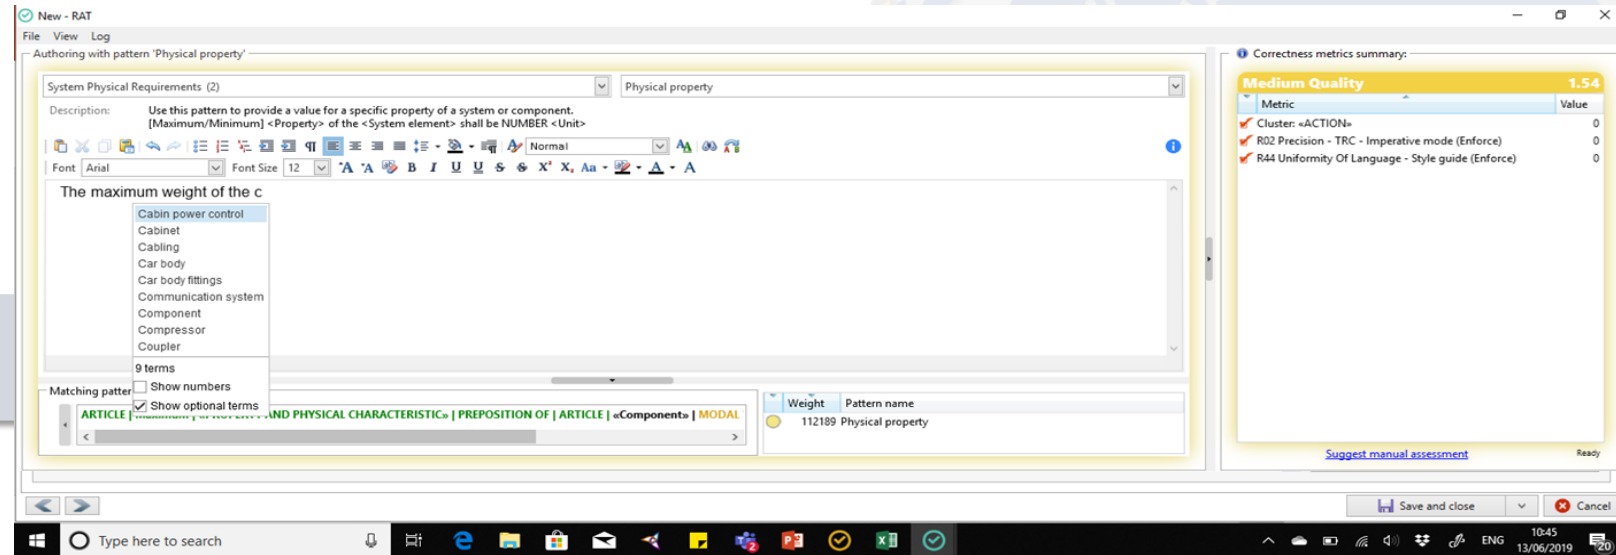 New - RAT
File View Log
Authoring with pattern 'Physical property'
System Physical Requirements (2)
Physical property
Description: Use this pattern to provide a value for a specific property of a system or component.
[Maximum/Minimum] <Property> of the <System element> shall be NUMBER <Unit>
Normal
Font Arial Font Size 12
The maximum weight of the c
Cabin power control
Cabinet
Cabling
Car body
Car body fittings
Communication system
Component
Compressor
Coupler
9 terms
Show numbers
Show optional terms
Matching patter
ARTICLE | AND PHYSICAL CHARACTERISTIC» | PREPOSITION OF | ARTICLE | «Component» | MODAL
Weight Pattern name
112189 Physical property
Correctness metrics summary:
Medium Quality 1.54
Metric Value
Cluster: «ACTION» 0
R02 Precision - TRC - Imperative mode (Enforce) 0
R44 Uniformity Of Language - Style guide (Enforce) 0
Suggest manual assessment Ready
Save and close Cancel
Type here to search
ENG
10:45
13/06/2019
20